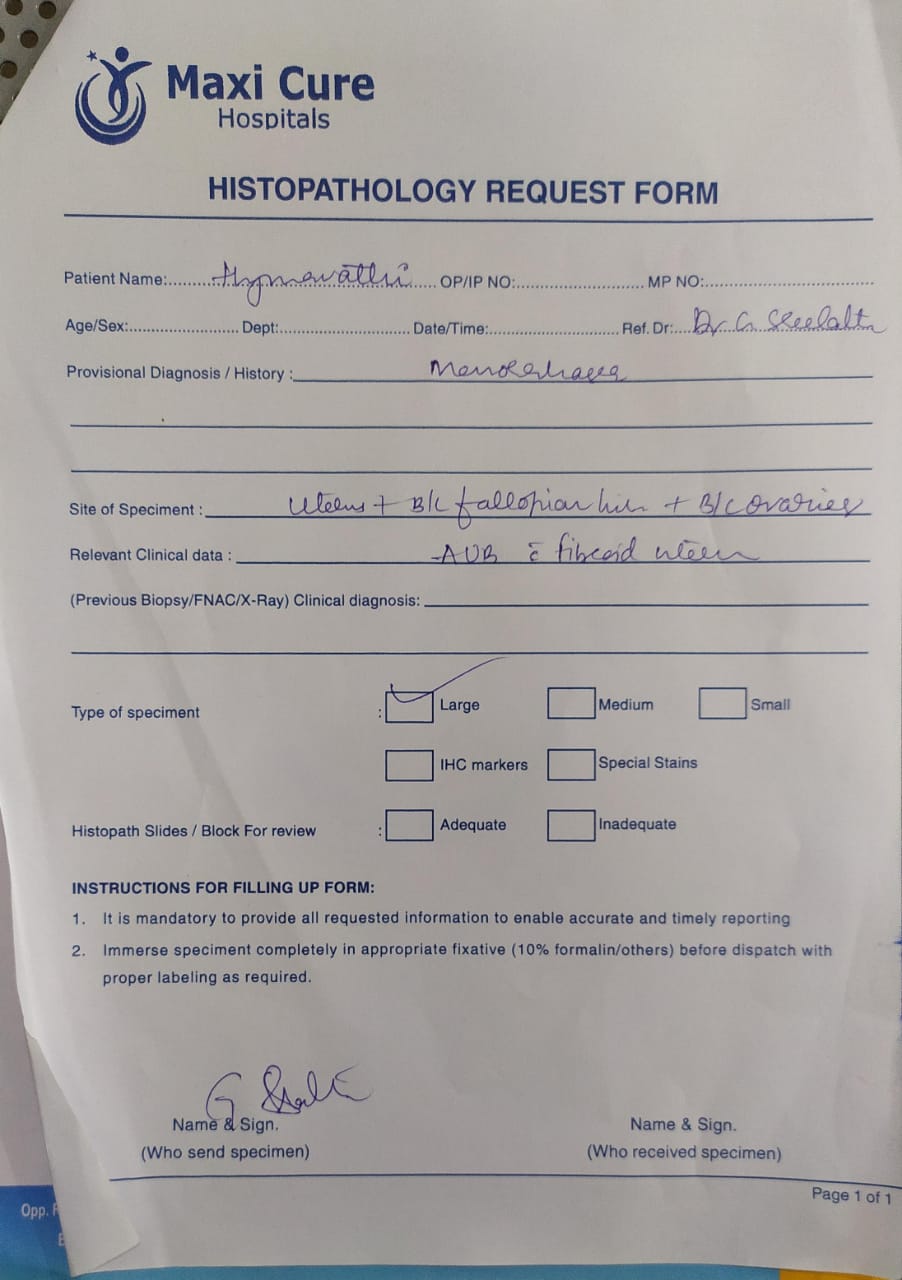 Maxi Cure
Hospitals
HISTOPATHOLOGY REQUEST FORM
Patient Name:.........Hymavathi..... OP/IP NO:........................ MP NO:................................
Age/Sex:...................... Dept:......................... Date/Time:......................... Ref. Dr:....Dr G
Provisional Diagnosis / History :
Site of Speciment : Uterus + B/L fallopian + B/L ovaries
Relevant Clinical data : AUB c̄ fibroid
(Previous Biopsy/FNAC/X-Ray) Clinical diagnosis:
Type of speciment : Large Medium Small
IHC markers Special Stains
Histopath Slides / Block For review : Adequate Inadequate
INSTRUCTIONS FOR FILLING UP FORM:
1. It is mandatory to provide all requested information to enable accurate and timely reporting
2. Immerse speciment completely in appropriate fixative (10% formalin/others) before dispatch with
proper labeling as required.
Name & Sign. Name & Sign.
(Who send specimen) (Who received specimen)
Page 1 of 1
Opp.